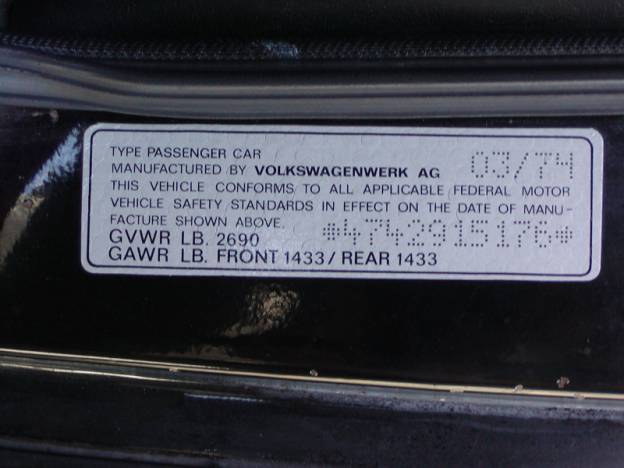 TYPE PASSENGER CAR
MANUFACTURED BY VOLKSWAGENWERK AG 03/74
THIS VEHICLE CONFORMS TO ALL APPLICABLE FEDERAL MOTOR
VEHICLE SAFETY STANDARDS IN EFFECT ON THE DATE OF MANU-
FACTURE SHOWN ABOVE.
GVWR LB. 2690 *4742915176*
GAWR LB. FRONT 1433/ REAR 1433